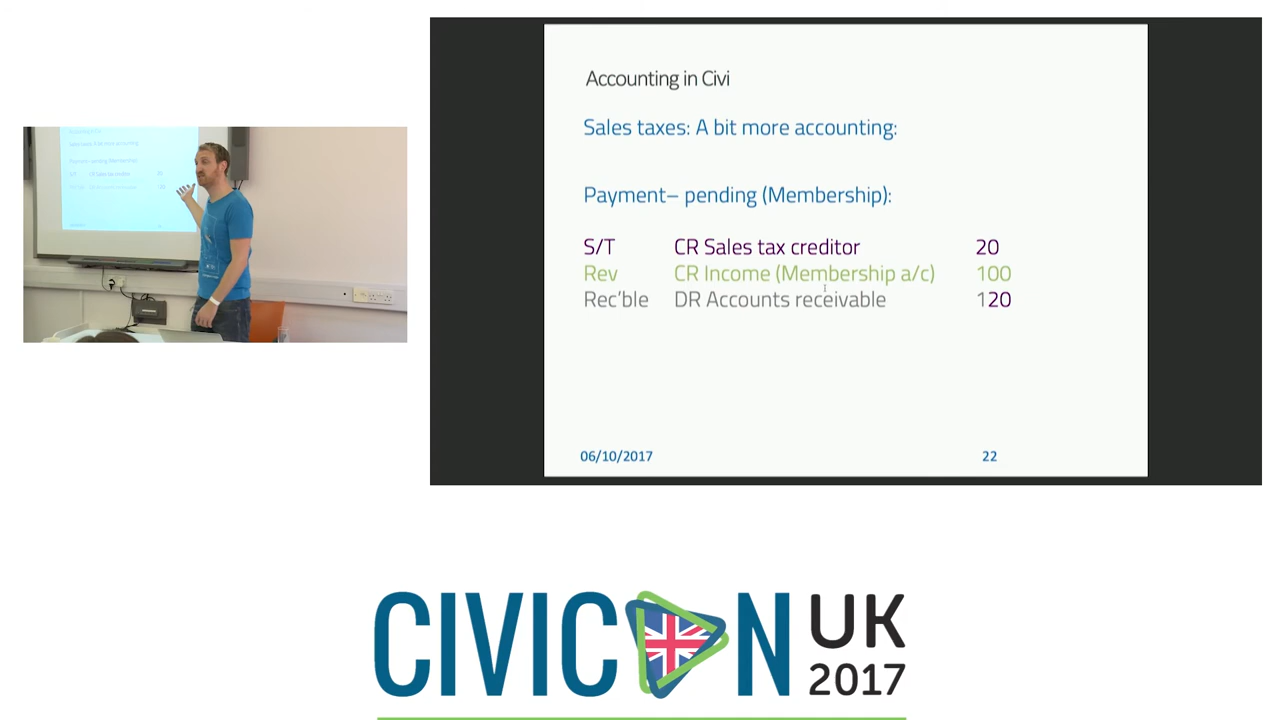 Accounting in Civi
Sales taxes: A bit more accounting:
Payment– pending (Membership):
S/T CR Sales tax creditor 20
Rev CR Income (Membership a/c) 100
Rec'ble DR Accounts receivable 120
06/10/2017 22
CIVICON UK
2017